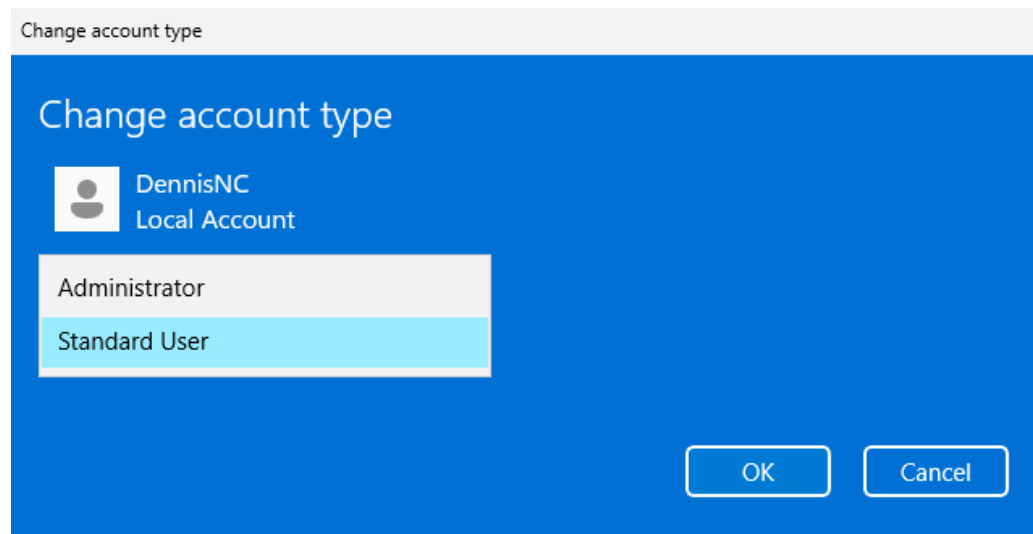 Change account type
Change account type
DennisNC
Local Account
Administrator
Standard User
OK
Cancel